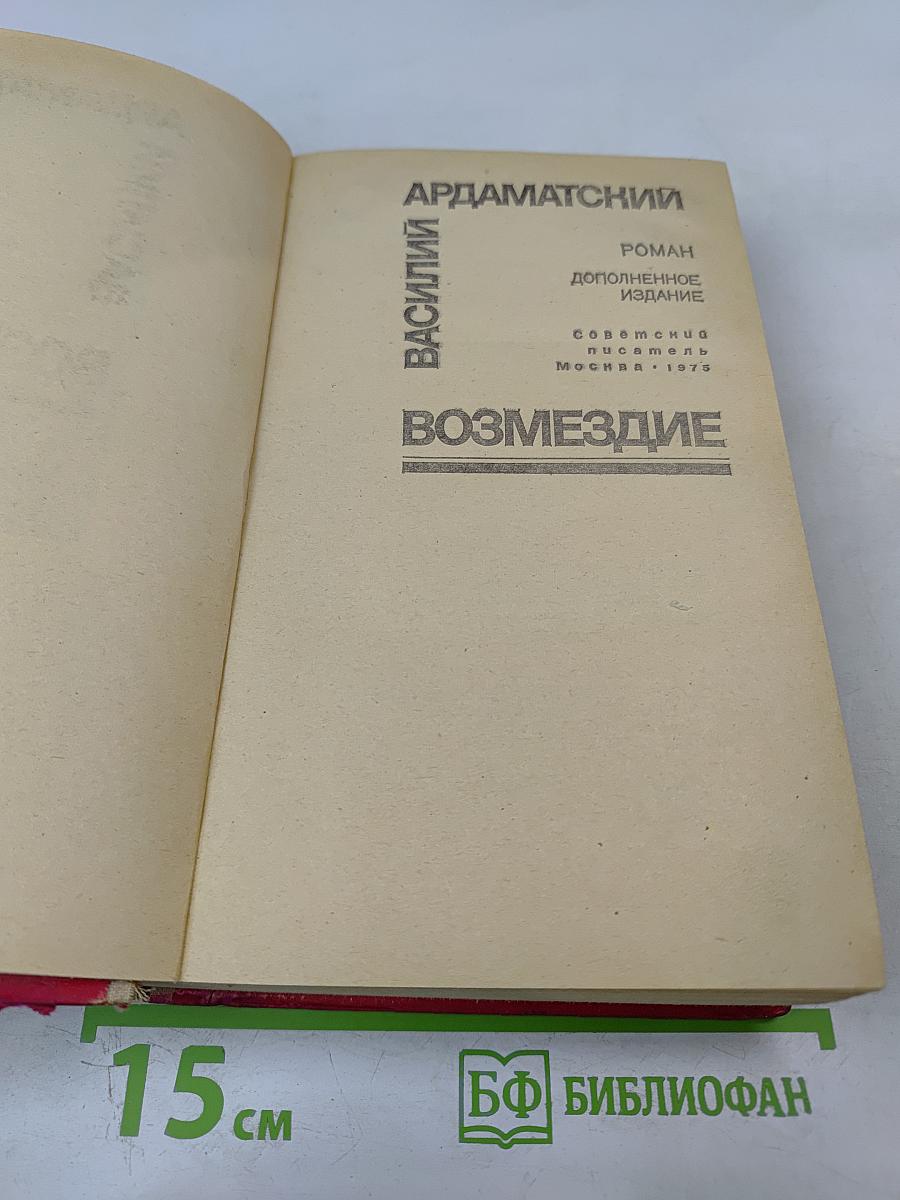 АРДАМАТСКИЙ
ВАСИЛИЙ
РОМАН
ДОПОЛНЕННОЕ
ИЗДАНИЕ
Советский
писатель
Москва • 1975
ВОЗМЕЗДИЕ
15 см
БФ БИБЛИОФАН